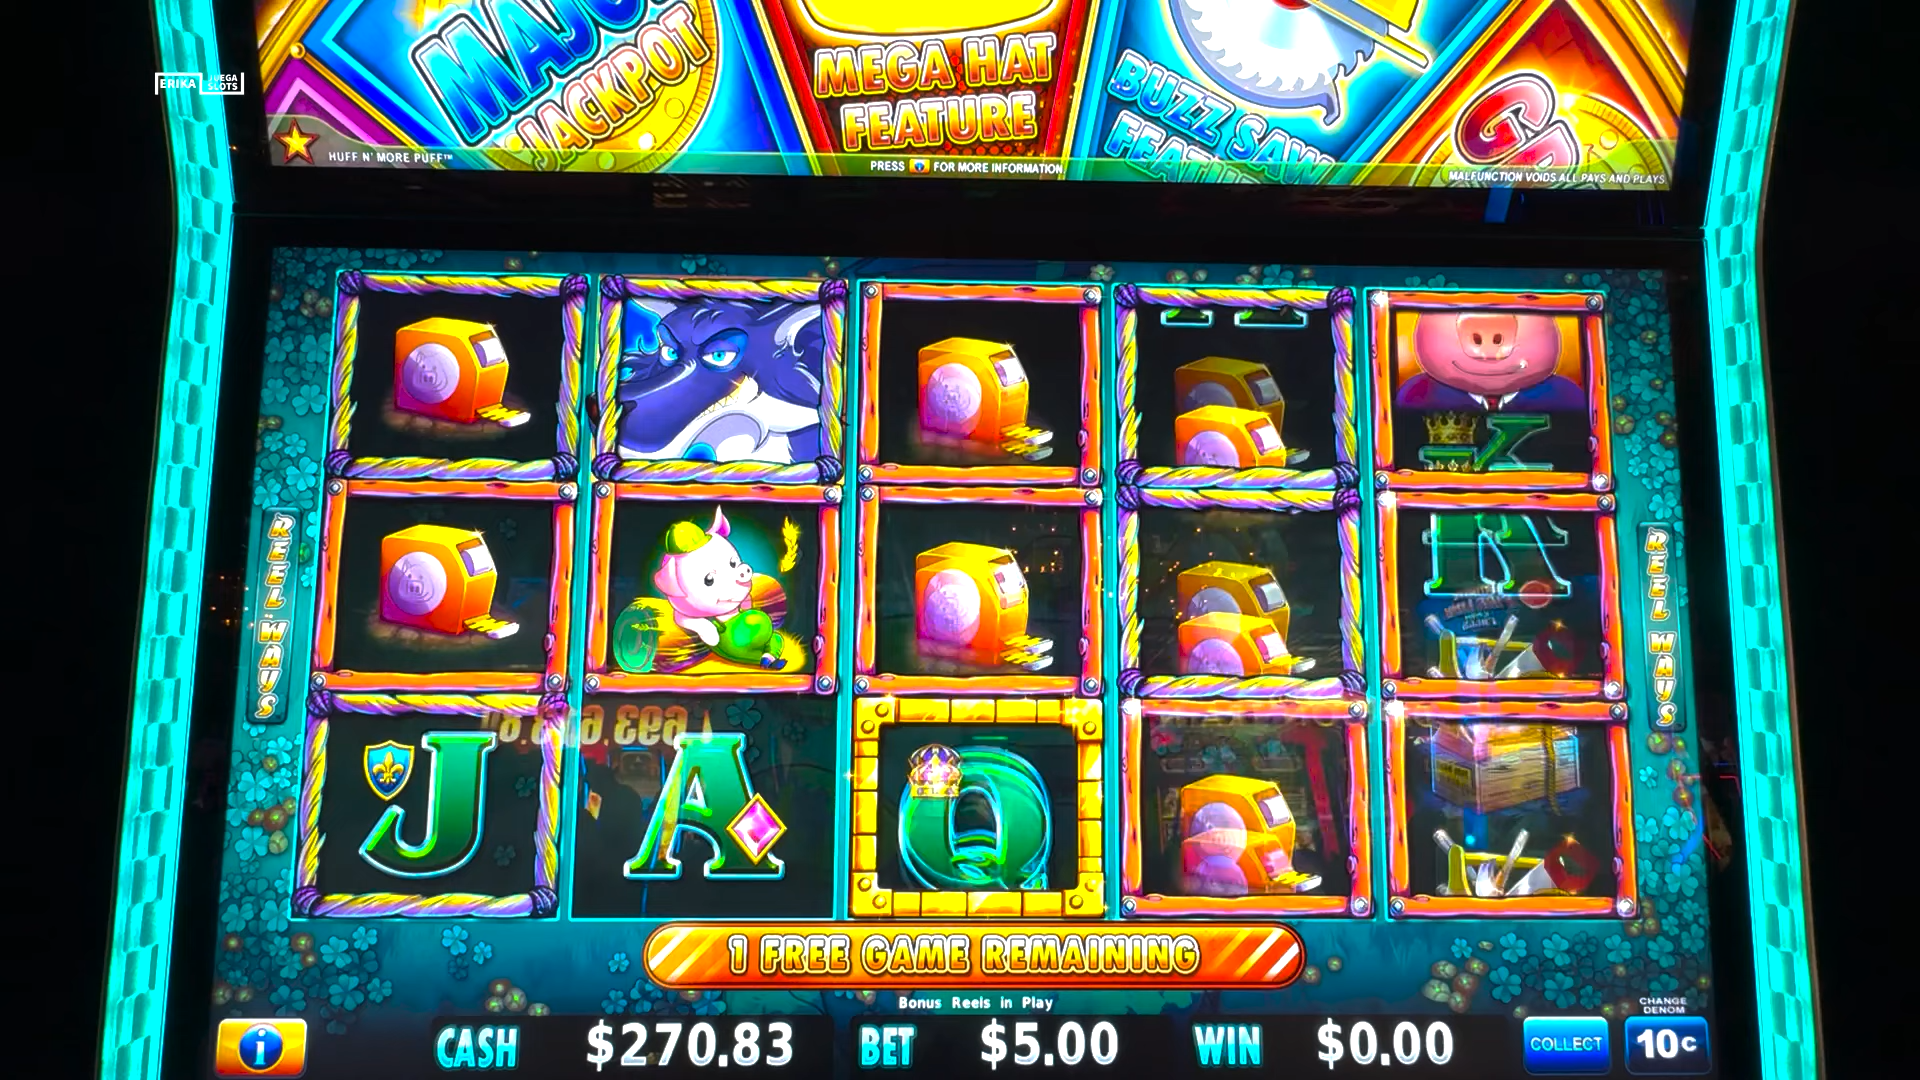 ERIKA JUEGA SLOTS
MAJOR
JACKPOT
MEGA HAT
FEATURE
BUZZ SAW
FEATURE
HUFF N' MORE PUFF™
PRESS i FOR MORE INFORMATION
MALFUNCTION VOIDS ALL PAYS AND PLAYS
REEL WAYS
REEL WAYS
K
J
A
Q
1 FREE GAME REMAINING
Bonus Reels in Play
CHANGE
DENOM
i
CASH $270.83 BET $5.00 WIN $0.00 COLLECT 10¢